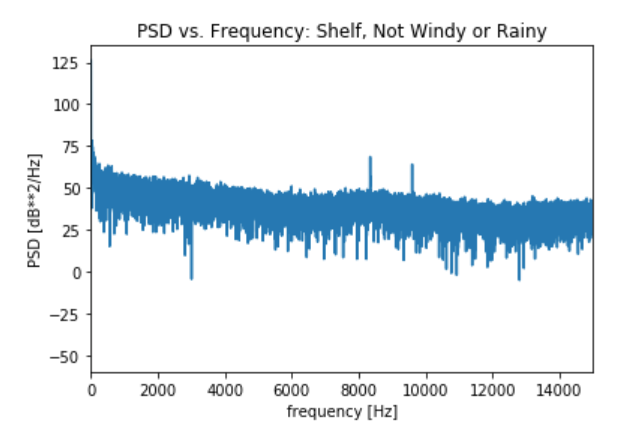 PSD vs. Frequency: Shelf, Not Windy or Rainy
PSD [dB**2/Hz]
125
100
75
50
25
0
−25
−50
0 2000 4000 6000 8000 10000 12000 14000
frequency [Hz]